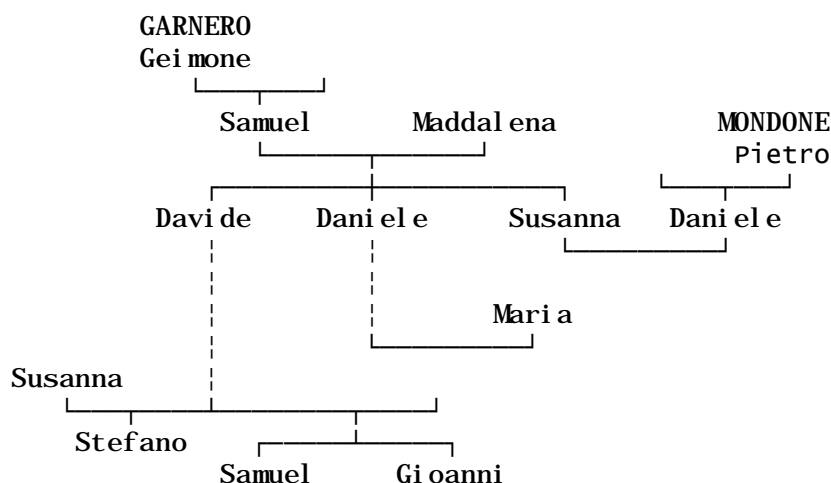 GARNERO
Geimone
Samuel Maddalena MONDONE
Pietro
Davide Daniele Susanna Daniele
Maria
Susanna
Stefano
Samuel Gioanni